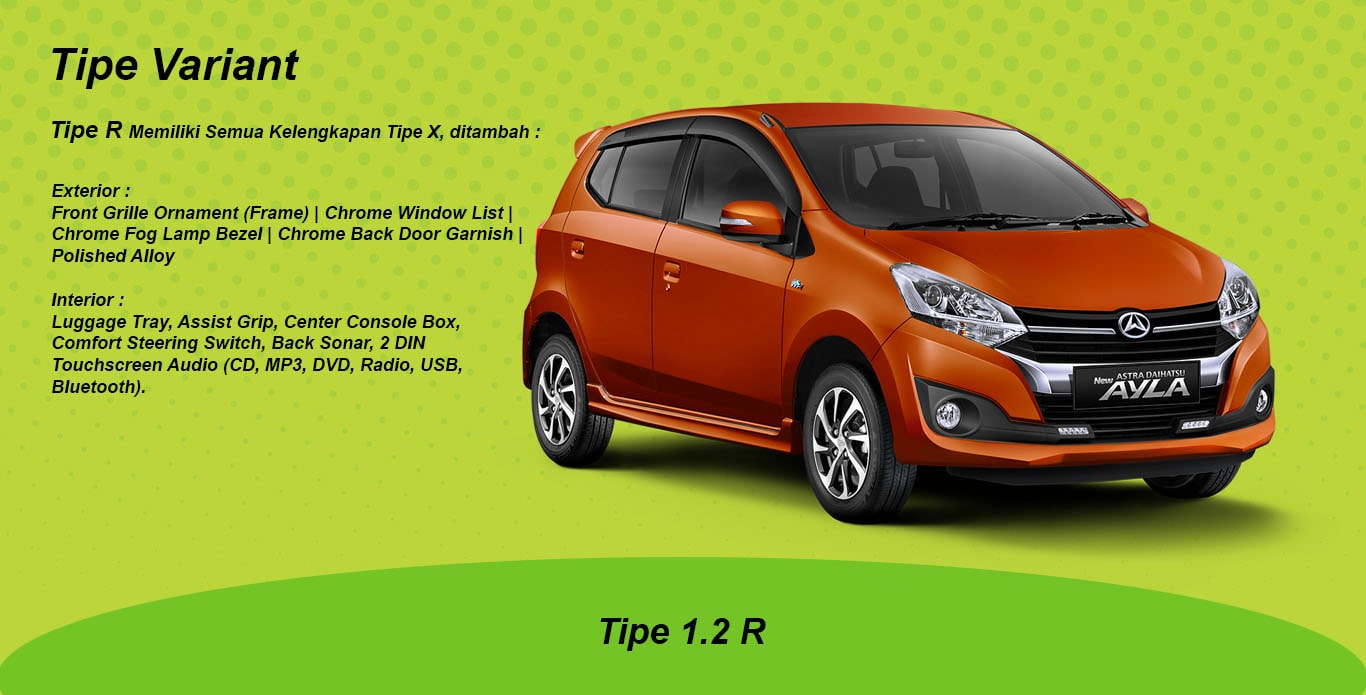 Tipe Variant
Tipe R Memiliki Semua Kelengkapan Tipe X, ditambah :
Exterior :
Front Grille Ornament (Frame) | Chrome Window List |
Chrome Fog Lamp Bezel | Chrome Back Door Garnish |
Polished Alloy
Interior :
Luggage Tray, Assist Grip, Center Console Box,
Comfort Steering Switch, Back Sonar, 2 DIN
Touchscreen Audio (CD, MP3, DVD, Radio, USB,
Bluetooth).
ASTRA DAIHATSU
New AYLA
Tipe 1.2 R